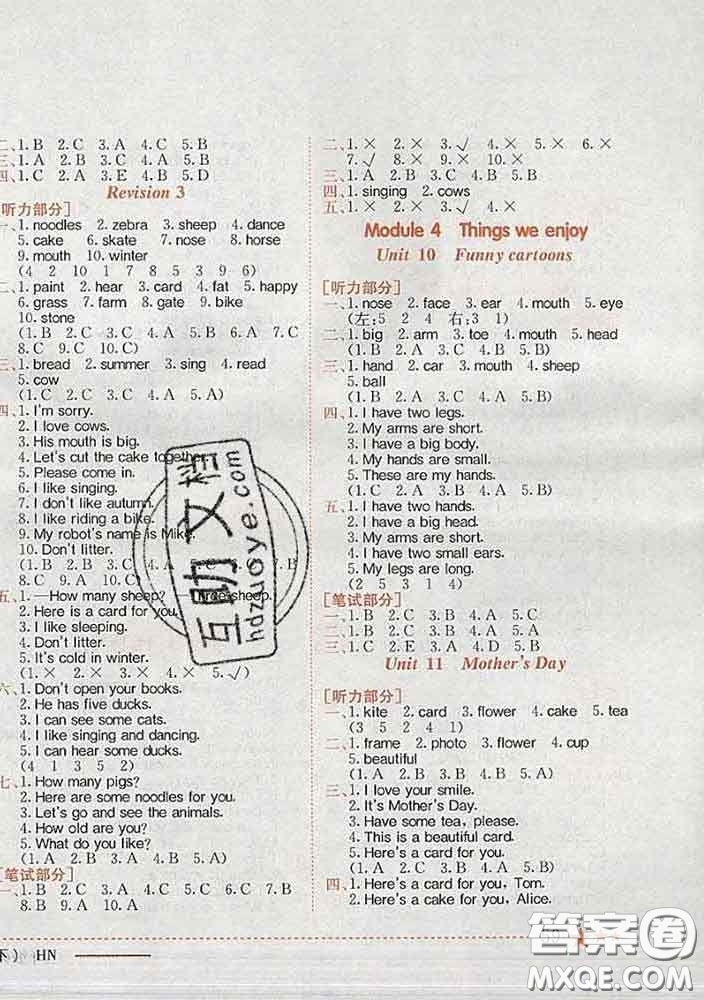 二、1. B 2. C 3. A 4. C 5. B
三、1. A 2. B 3. C 4. B 5. B
四、1. C 2. A 3. E 4. B 5. D
Revision 3
[听力部分]
一、1. noodles 2. zebra 3. sheep 4. dance
5. cake 6. skate 7. nose 8. horse
9. mouth 10. winter
(4 2 10 1 7 8 5 3 9 6)
二、1. paint 2. hear 3. card 4. fat 5. happy
6. grass 7. farm 8. gate 9. bike
10. stone
(1. B 2. C 3. C 4. A 5. B 6. A 7. C
8. C 9. C 10. C)
三、1. bread 2. summer 3. sing 4. read
5. cow
(1. C 2. C 3. C 4. A 5. A)
四、1. I'm sorry.
2. I love cows.
3. His mouth is big.
4. Let's cut the cake together.
5. Please come in.
6. I like singing.
7. I don't like autumn.
8. I like riding a bike.
9. My robot's name is Mike.
10. Don't litter.
8. B 9. A 10. B)
五、1. —How many sheep? Three sheep.
2. Here is a card for you.
3. I like sleeping.
4. Don't litter.
5. It's cold in winter.
(1. × 2. × 3. × 4. × 5. √)
六、1. Don't open your books.
2. He has five ducks.
3. I can see some cats.
4. I like singing and dancing.
5. I can hear some ducks.
(4 1 3 5 2)
七、1. How many pigs?
2. Here are some noodles for you.
3. Let's go and see the animals.
4. How old are you?
5. What do you like?
(1. A 2. B 3. B 4. A 5. A)
[笔试部分]
一、1. B 2. B 3. A 4. C 5. C 6. B 7. B
8. B 9. A 10. A
下) HN
二、1. × 2. × 3. √ 4. × 5. × 6. ×
7. √ 8. × 9. × 10. ×
三、1. A 2. B 3. C 4. A 5. B
四、1. singing 2. cows
五、1. × 2. × 3. √ 4. ×
Module 4 Things we enjoy
Unit 10 Funny cartoons
[听力部分]
一、1. nose 2. face 3. ear 4. mouth 5. eye
(左:5 2 4 右:3 1)
二、1. big 2. arm 3. toe 4. mouth 5. head
(1. B 2. B 3. C 4. A 5. A)
三、1. hand 2. car 3. mouth 4. sheep
5. ball
(1. A 2. B 3. C 4. A 5. B)
四、1. I have two legs.
2. My arms are short.
3. I have a big body.
4. My hands are small.
5. These are my hands.
(1. C 2. B 3. A 4. C 5. A)
五、1. I have two hands.
2. I have a big head.
3. My arms are short.
4. I have two small ears.
5. My legs are long.
(2 5 3 1 4)
[笔试部分]
一、1. B 2. C 3. B 4. A 5. C
二、1. C 2. B 3. A 4. A 5. B
三、1. C 2. E 3. A 4. D 5. B
Unit 11 Mother's Day
[听力部分]
一、1. kite 2. card 3. flower 4. cake 5. tea
(3 5 2 4 1)
二、1. frame 2. photo 3. flower 4. cup
5. beautiful
(1. A 2. B 3. B 4. A 5. B)
三、1. I love your smile.
2. It's Mother's Day.
3. Have some tea, please.
4. This is a beautiful card.
5. Here's a card for you.
(1. A 2. B 3. B 4. A 5. B)
四、1. Here's a card for you, Tom.
2. Here's a cake for you, Alice.
互助文档
hdzuoye.com
答案圈
MXQE.COM